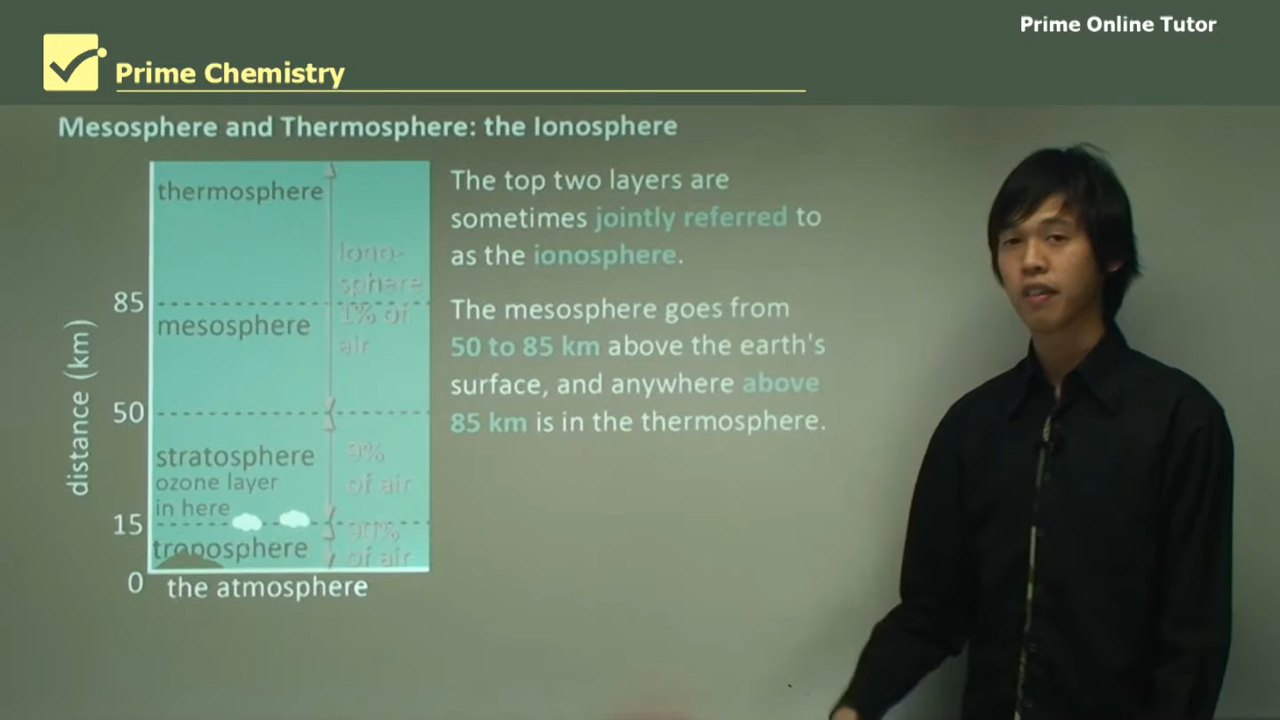 Prime Online Tutor
Prime Chemistry
Mesosphere and Thermosphere: the Ionosphere
thermosphere
Iono-
sphere
1% of
air
85
mesosphere
50
stratosphere
ozone layer
in here
9%
of air
15
troposphere
90%
of air
0
the atmosphere
distance (km)
The top two layers are
sometimes jointly referred to
as the ionosphere.
The mesosphere goes from
50 to 85 km above the earth's
surface, and anywhere above
85 km is in the thermosphere.